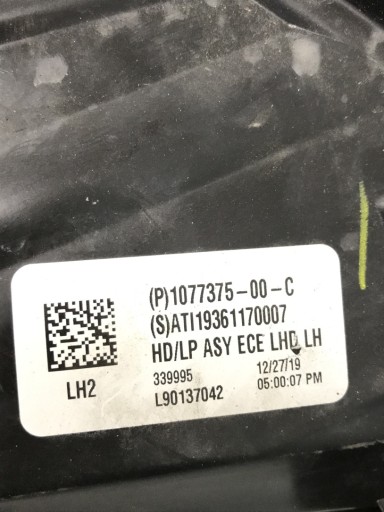 (P)1077375-00-C
(S)ATI19361170007
HD/LP ASY ECE LHD LH
339995
12/27/19
L90137042
05:00:07 PM
LH2